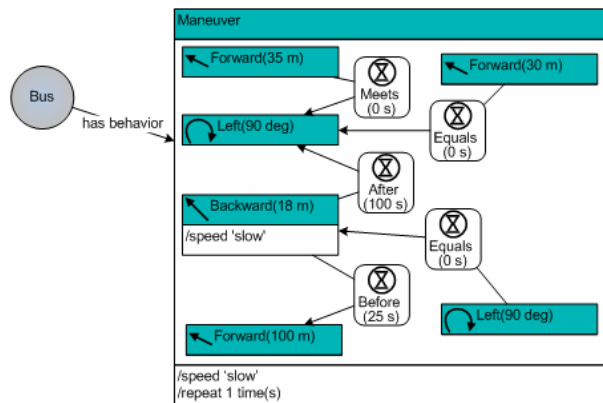 Maneuver
Forward(35 m)
Forward(30 m)
Meets
(0 s)
Bus
has behavior
Left(90 deg)
Equals
(0 s)
After
(100 s)
Backward(18 m)
/speed 'slow'
Equals
(0 s)
Before
(25 s)
Forward(100 m)
Left(90 deg)
/speed 'slow'
/repeat 1 time(s)